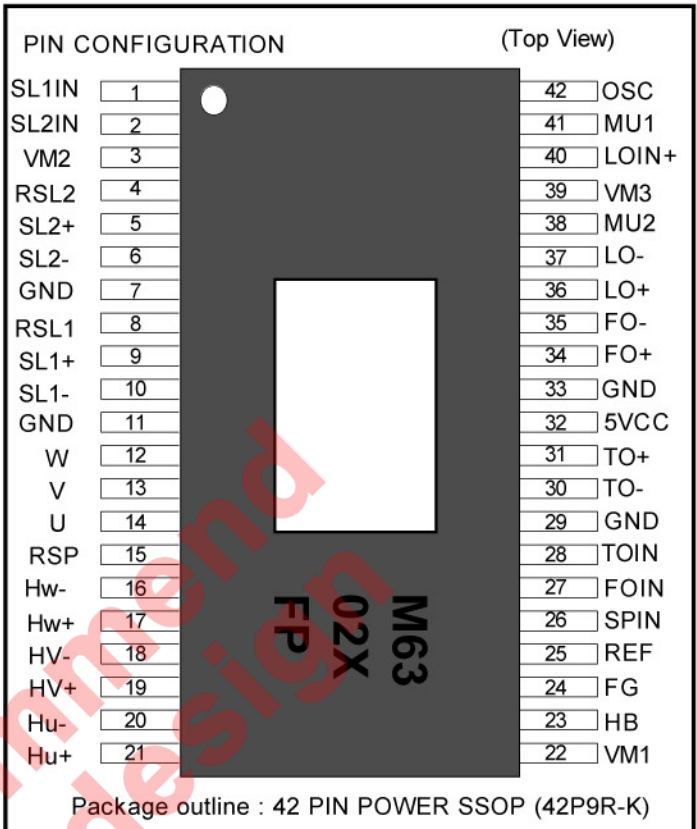 PIN CONFIGURATION (Top View)
SL1IN 1 42 OSC
SL2IN 2 41 MU1
VM2 3 40 LOIN+
RSL2 4 39 VM3
SL2+ 5 38 MU2
SL2- 6 37 LO-
GND 7 36 LO+
RSL1 8 35 FO-
SL1+ 9 34 FO+
SL1- 10 33 GND
GND 11 32 5VCC
W 12 31 TO+
V 13 30 TO-
U 14 29 GND
RSP 15 28 TOIN
Hw- 16 27 FOIN
Hw+ 17 26 SPIN
HV- 18 25 REF
HV+ 19 24 FG
Hu- 20 23 HB
Hu+ 21 22 VM1
M63
02X
FP
Package outline : 42 PIN POWER SSOP (42P9R-K)
design